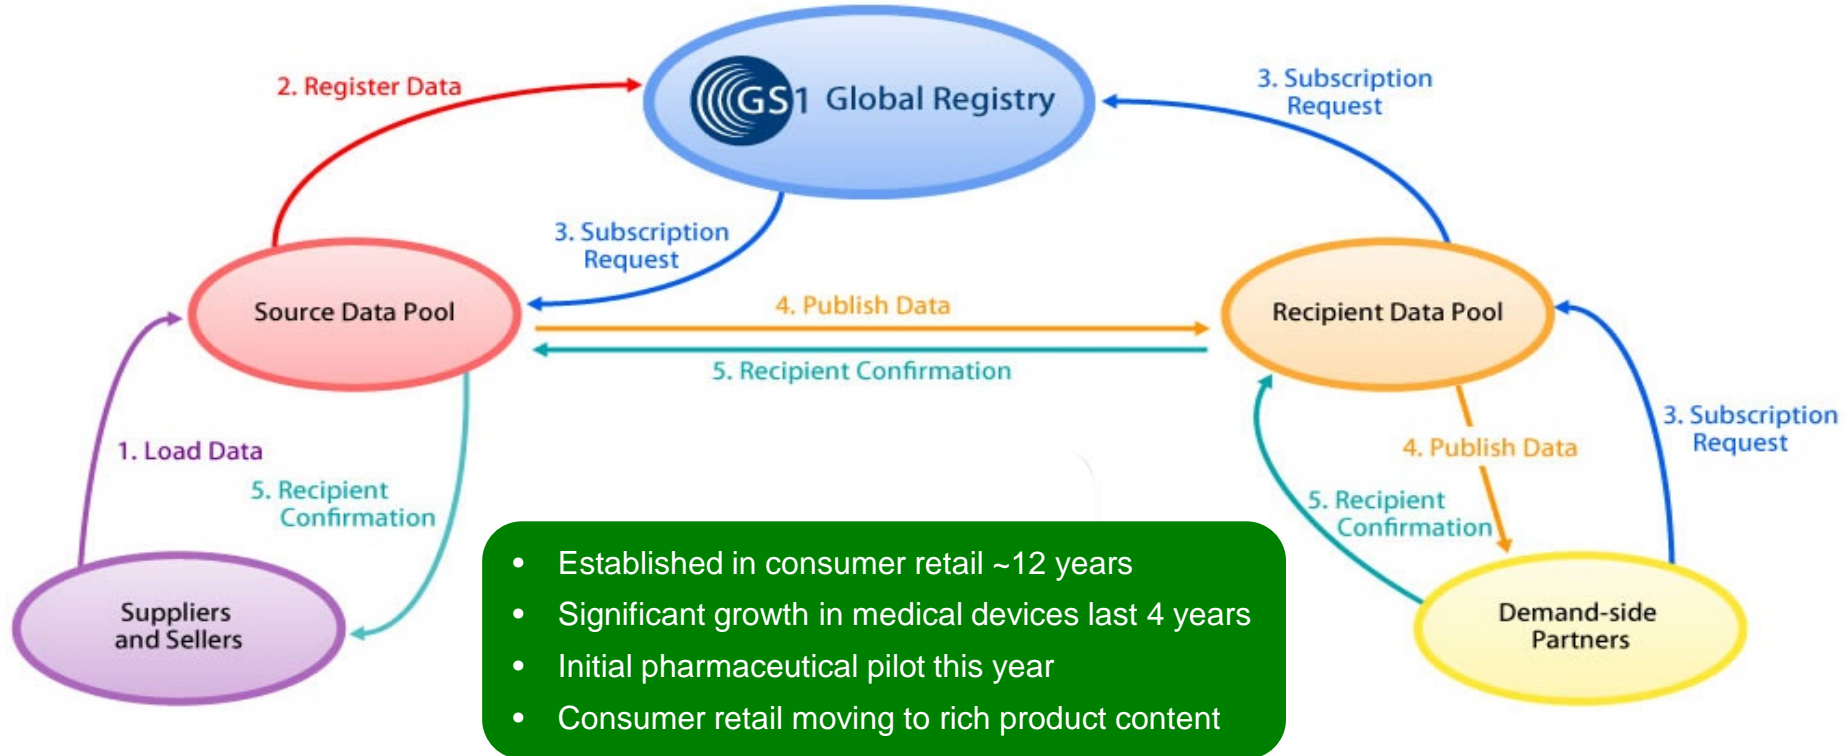 2. Register Data
GS1 Global Registry
3. Subscription
Request
3. Subscription
Request
Source Data Pool
4. Publish Data
Recipient Data Pool
5. Recipient Confirmation
1. Load Data
5. Recipient
Confirmation
4. Publish Data
3. Subscription
Request
5. Recipient
Confirmation
Suppliers
and Sellers
• Established in consumer retail ~12 years
• Significant growth in medical devices last 4 years
• Initial pharmaceutical pilot this year
• Consumer retail moving to rich product content
Demand-side
Partners